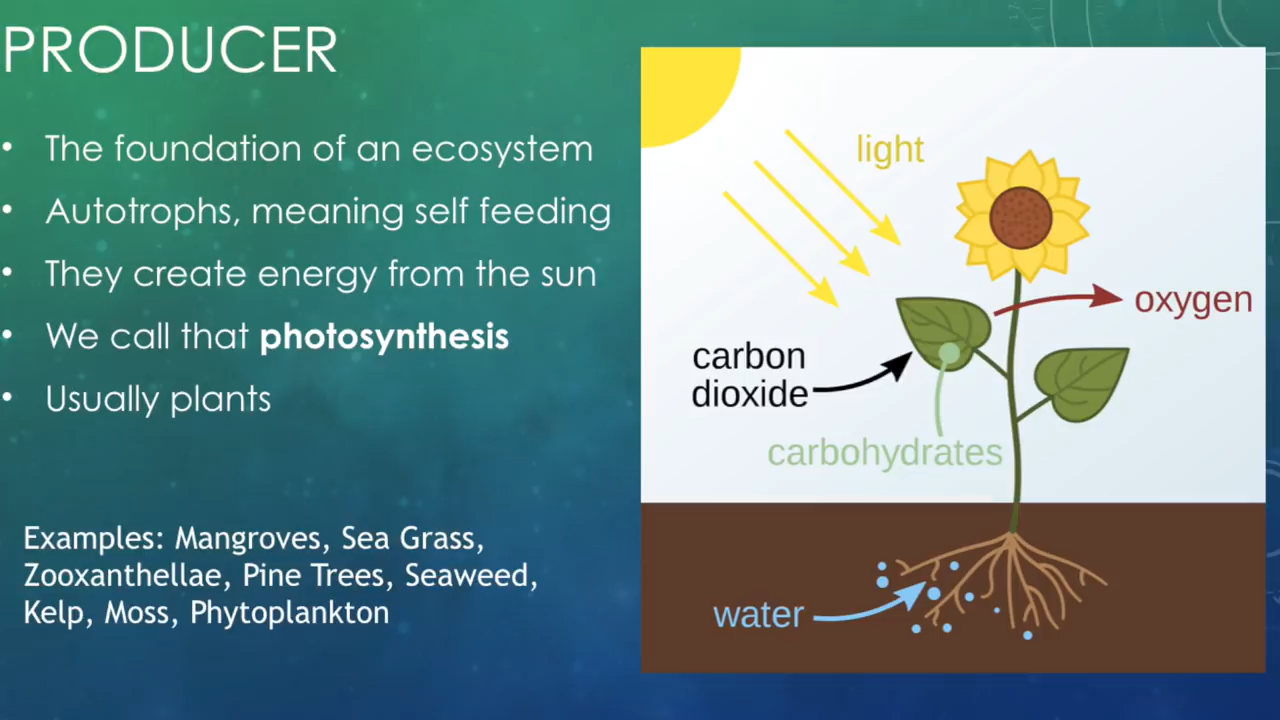 PRODUCER
• The foundation of an ecosystem
• Autotrophs, meaning self feeding
• They create energy from the sun
• We call that photosynthesis
• Usually plants
Examples: Mangroves, Sea Grass,
Zooxanthellae, Pine Trees, Seaweed,
Kelp, Moss, Phytoplankton
light
oxygen
carbon
dioxide
carbohydrates
water